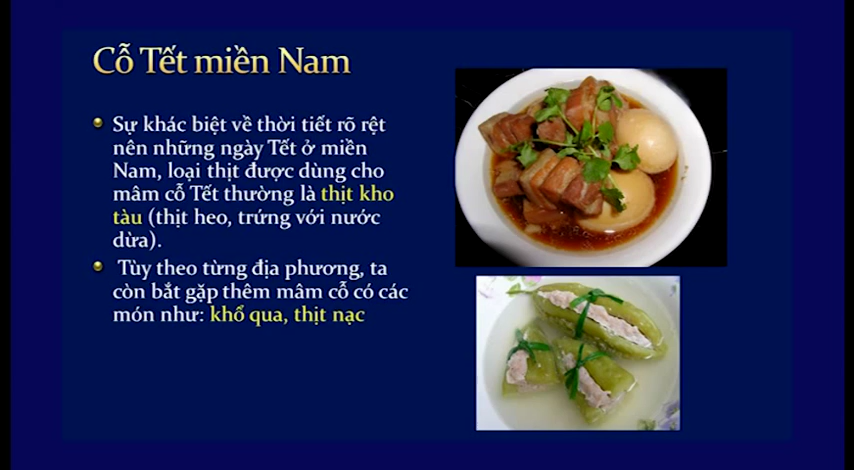 Cỗ Tết miền Nam
Sự khác biệt về thời tiết rõ rệt
nên những ngày Tết ở miền
Nam, loại thịt được dùng cho
mâm cỗ Tết thường là thịt kho
tàu (thịt heo, trứng với nước
dừa).
Tùy theo từng địa phương, ta
còn bắt gặp thêm mâm cỗ có các
món như: khổ qua, thịt nạc